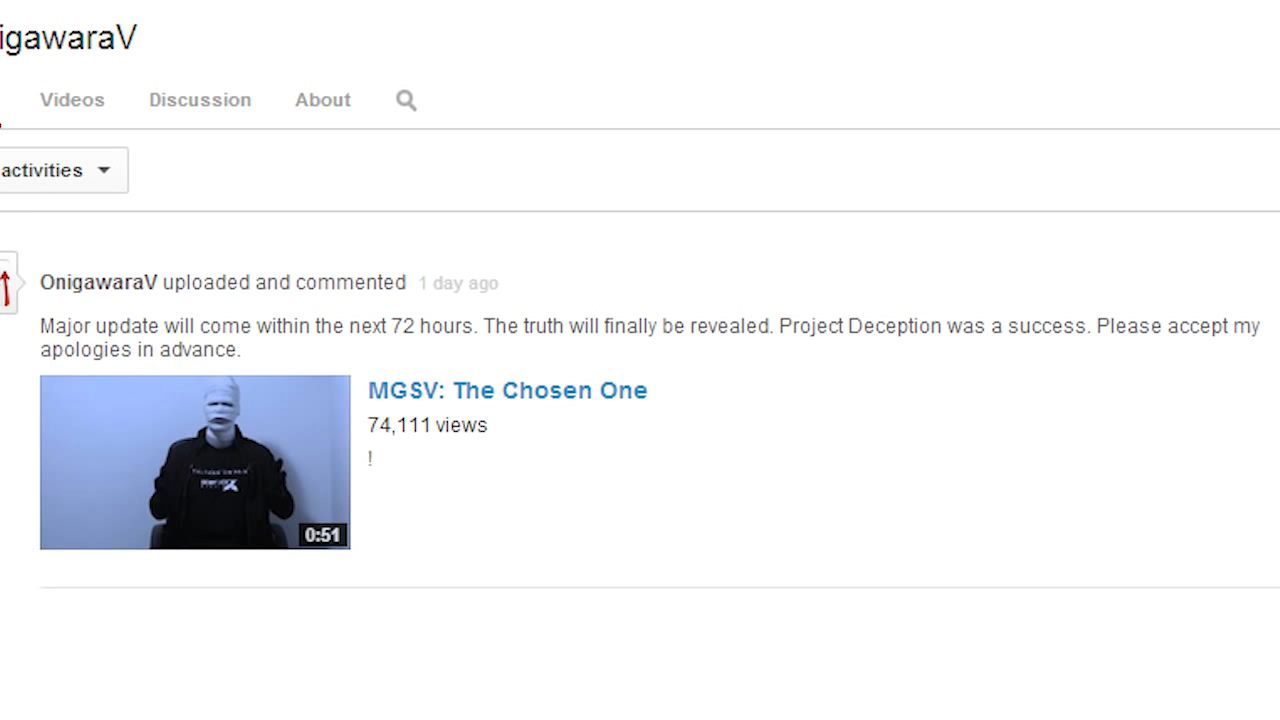 igawaraV
Videos Discussion About
activities
OnigawaraV uploaded and commented 1 day ago
Major update will come within the next 72 hours. The truth will finally be revealed. Project Deception was a success. Please accept my
apologies in advance.
MGSV: The Chosen One
74,111 views
!
0:51